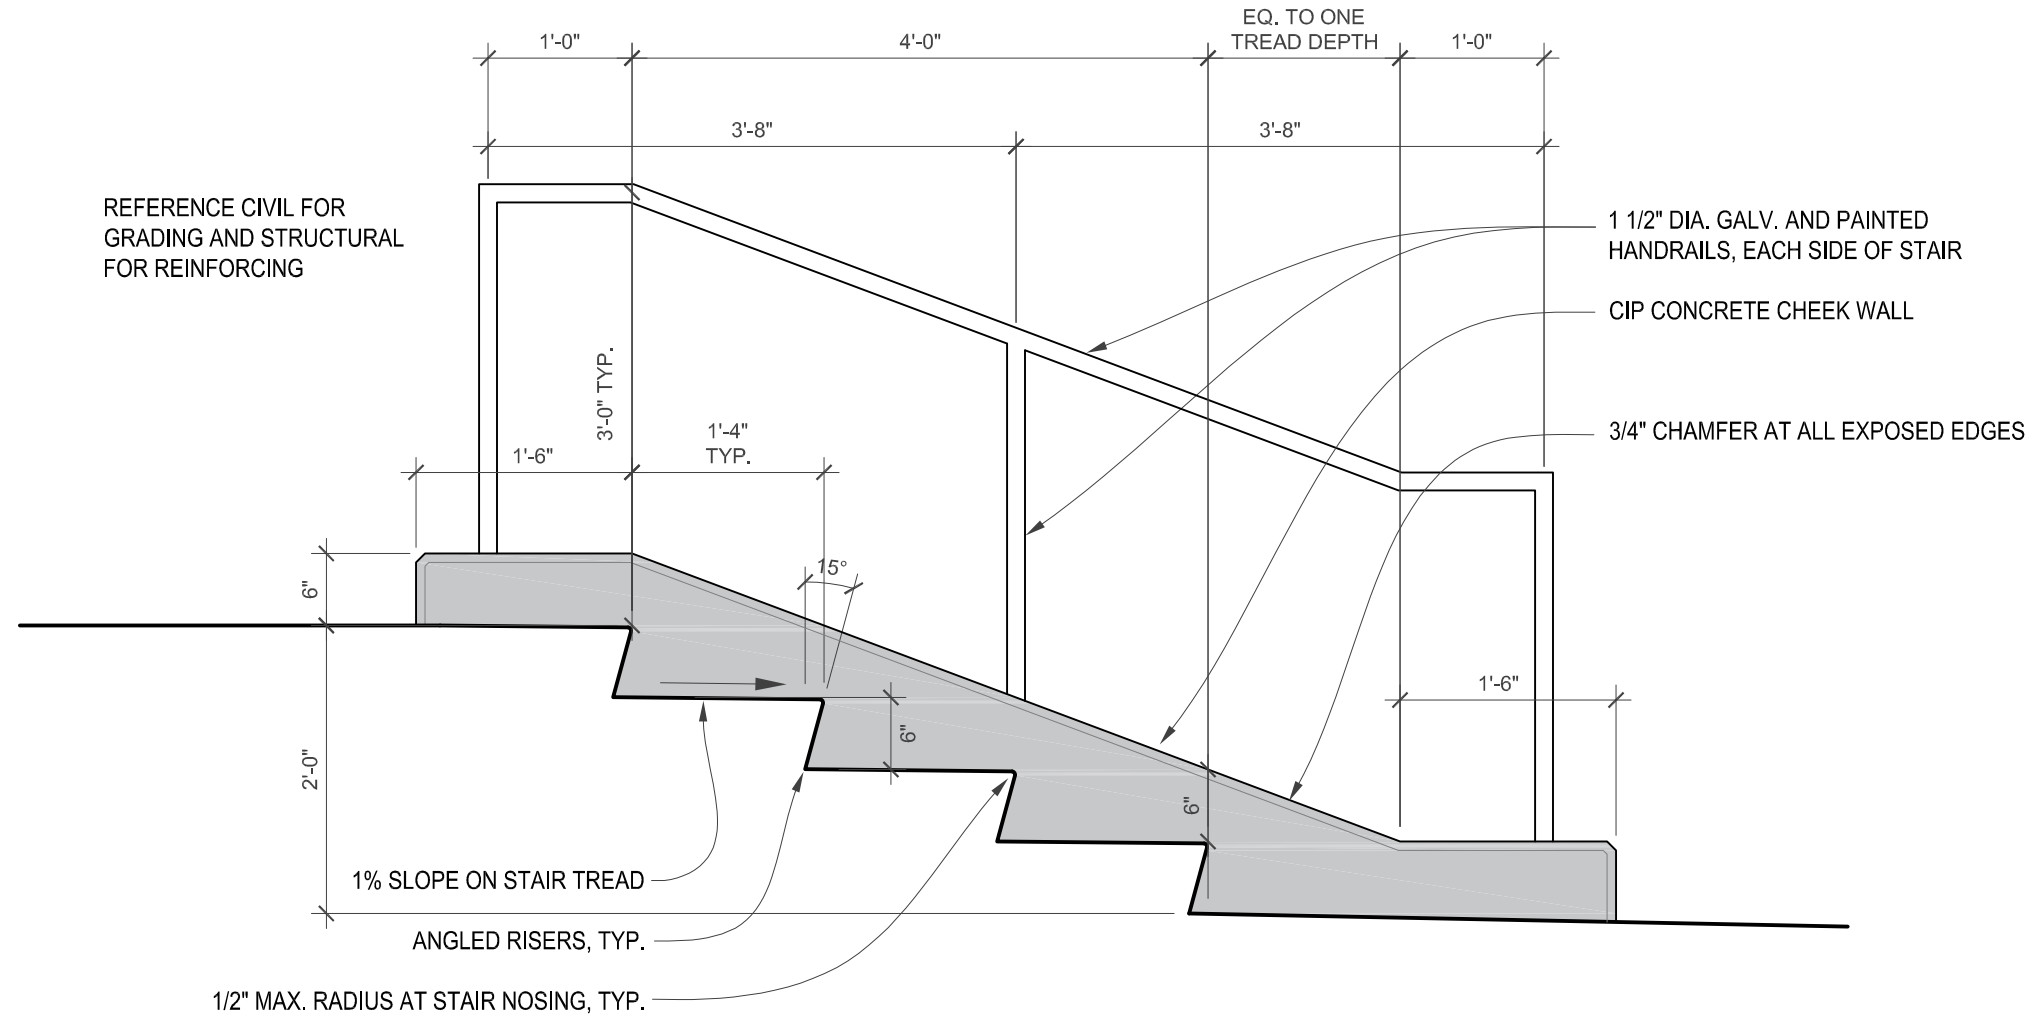 EQ. TO ONE
TREAD DEPTH
1'-0"
4'-0"
1'-0"
3'-8"
3'-8"
REFERENCE CIVIL FOR
GRADING AND STRUCTURAL
FOR REINFORCING
1 1/2" DIA. GALV. AND PAINTED
HANDRAILS, EACH SIDE OF STAIR
CIP CONCRETE CHEEK WALL
3'-0" TYP.
1'-4"
TYP.
1'-6"
3/4" CHAMFER AT ALL EXPOSED EDGES
15°
6"
1'-6"
6"
2'-0"
6"
1% SLOPE ON STAIR TREAD
ANGLED RISERS, TYP.
1/2" MAX. RADIUS AT STAIR NOSING, TYP.